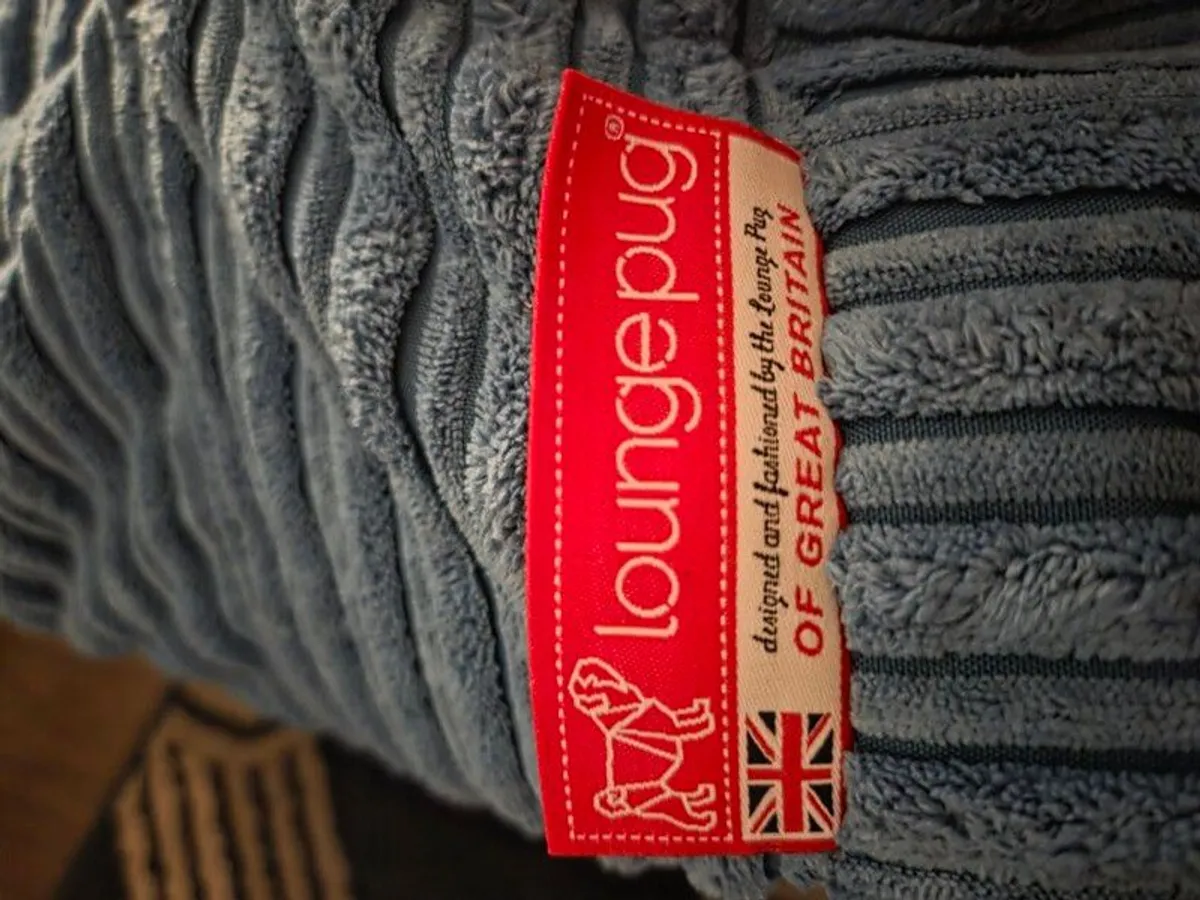 loungepug®
designed and fashioned by the Lounge Pug
OF GREAT BRITAIN